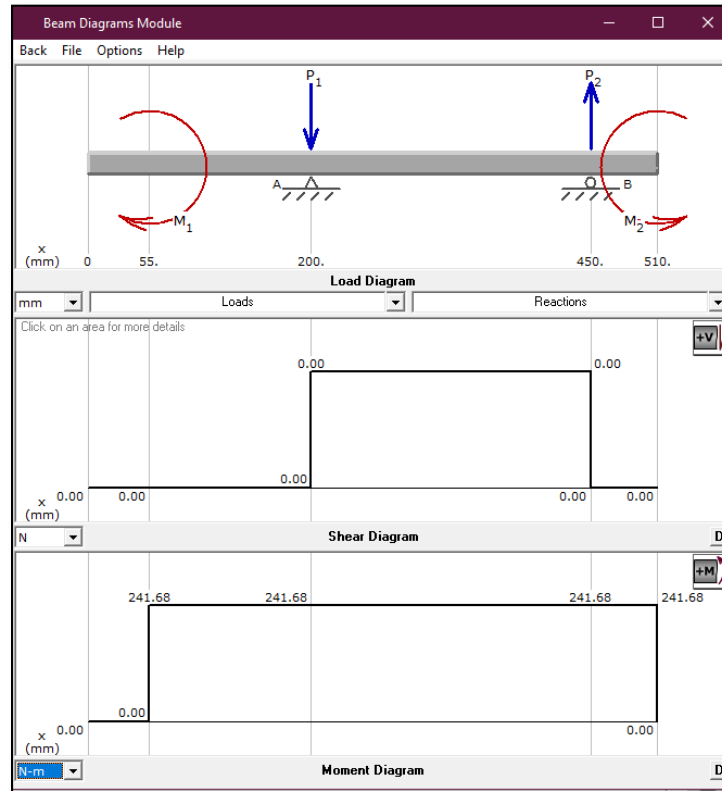 Beam Diagrams Module
Back File Options Help
P1 P2
A B
M1 M2
x (mm) 0 55. 200. 450. 510.
Load Diagram
mm Loads Reactions
Click on an area for more details
+V
0.00 0.00
0.00
x (mm) 0.00 0.00 0.00 0.00
N Shear Diagram D
+M
241.68 241.68 241.68 241.68
0.00
x (mm) 0.00 0.00
N-m Moment Diagram D